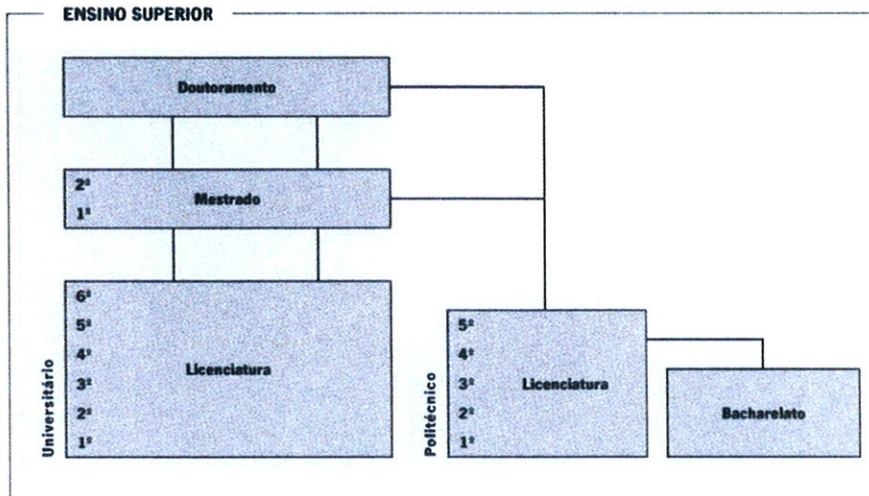 ENSINO SUPERIOR
Doutoramento
2º
Mestrado
1º
6º
5º
4º
Licenciatura
3º
2º
1º
Universitário
5º
4º
3º
Licenciatura
2º
1º
Politécnico
Bacharelato